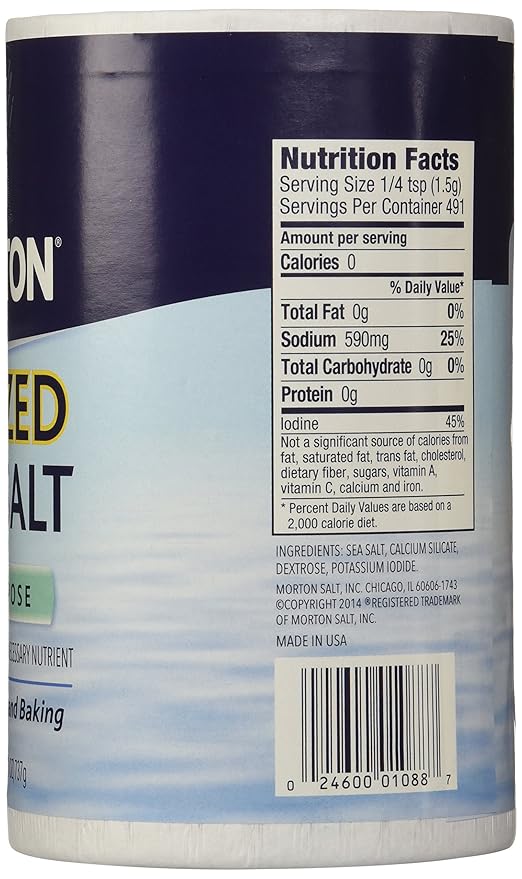 TON®
ZED
ALT
OSE
CESSARY NUTRIENT
and Baking
737g
Nutrition Facts
Serving Size 1/4 tsp (1.5g)
Servings Per Container 491
Amount per serving
Calories 0
% Daily Value*
Total Fat 0g 0%
Sodium 590mg 25%
Total Carbohydrate 0g 0%
Protein 0g
Iodine 45%
Not a significant source of calories from
fat, saturated fat, trans fat, cholesterol,
dietary fiber, sugars, vitamin A,
vitamin C, calcium and iron.
* Percent Daily Values are based on a
2,000 calorie diet.
INGREDIENTS: SEA SALT, CALCIUM SILICATE,
DEXTROSE, POTASSIUM IODIDE.
MORTON SALT, INC. CHICAGO, IL 60606-1743
©COPYRIGHT 2014 ®REGISTERED TRADEMARK
OF MORTON SALT, INC.
MADE IN USA
0 24600 01088 7